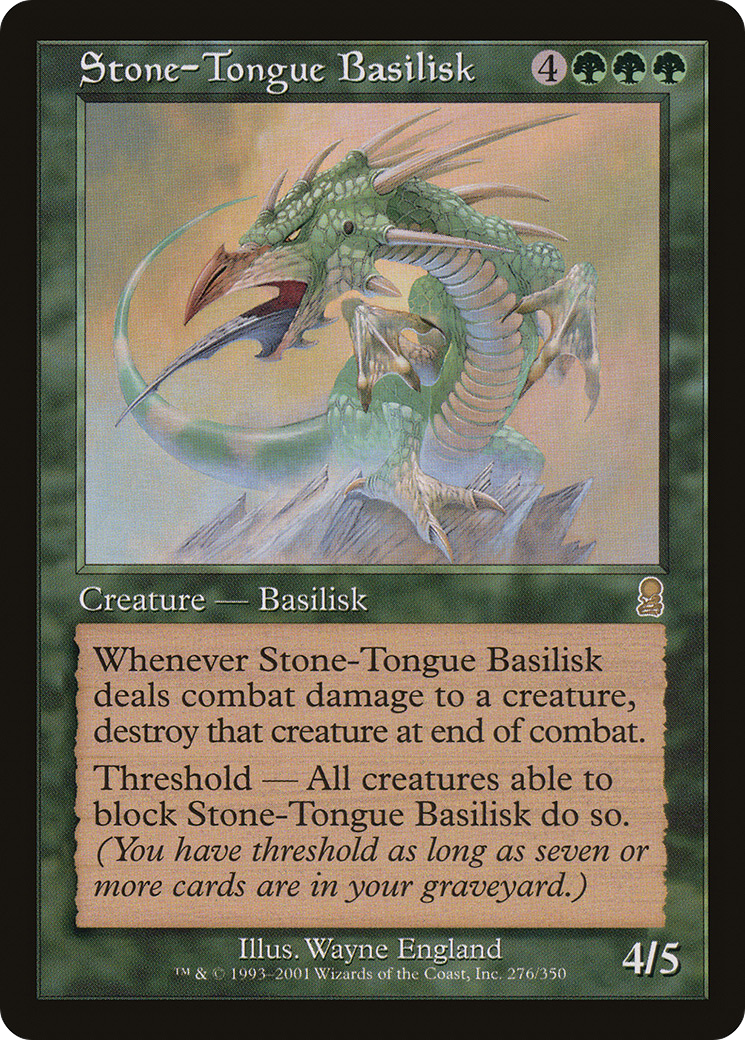 Stone-Tongue Basilisk 4
Creature — Basilisk
Whenever Stone-Tongue Basilisk
deals combat damage to a creature,
destroy that creature at end of combat.
Threshold — All creatures able to
block Stone-Tongue Basilisk do so.
(You have threshold as long as seven or
more cards are in your graveyard.)
Illus. Wayne England
™ & © 1993–2001 Wizards of the Coast, Inc. 276/350
4/5